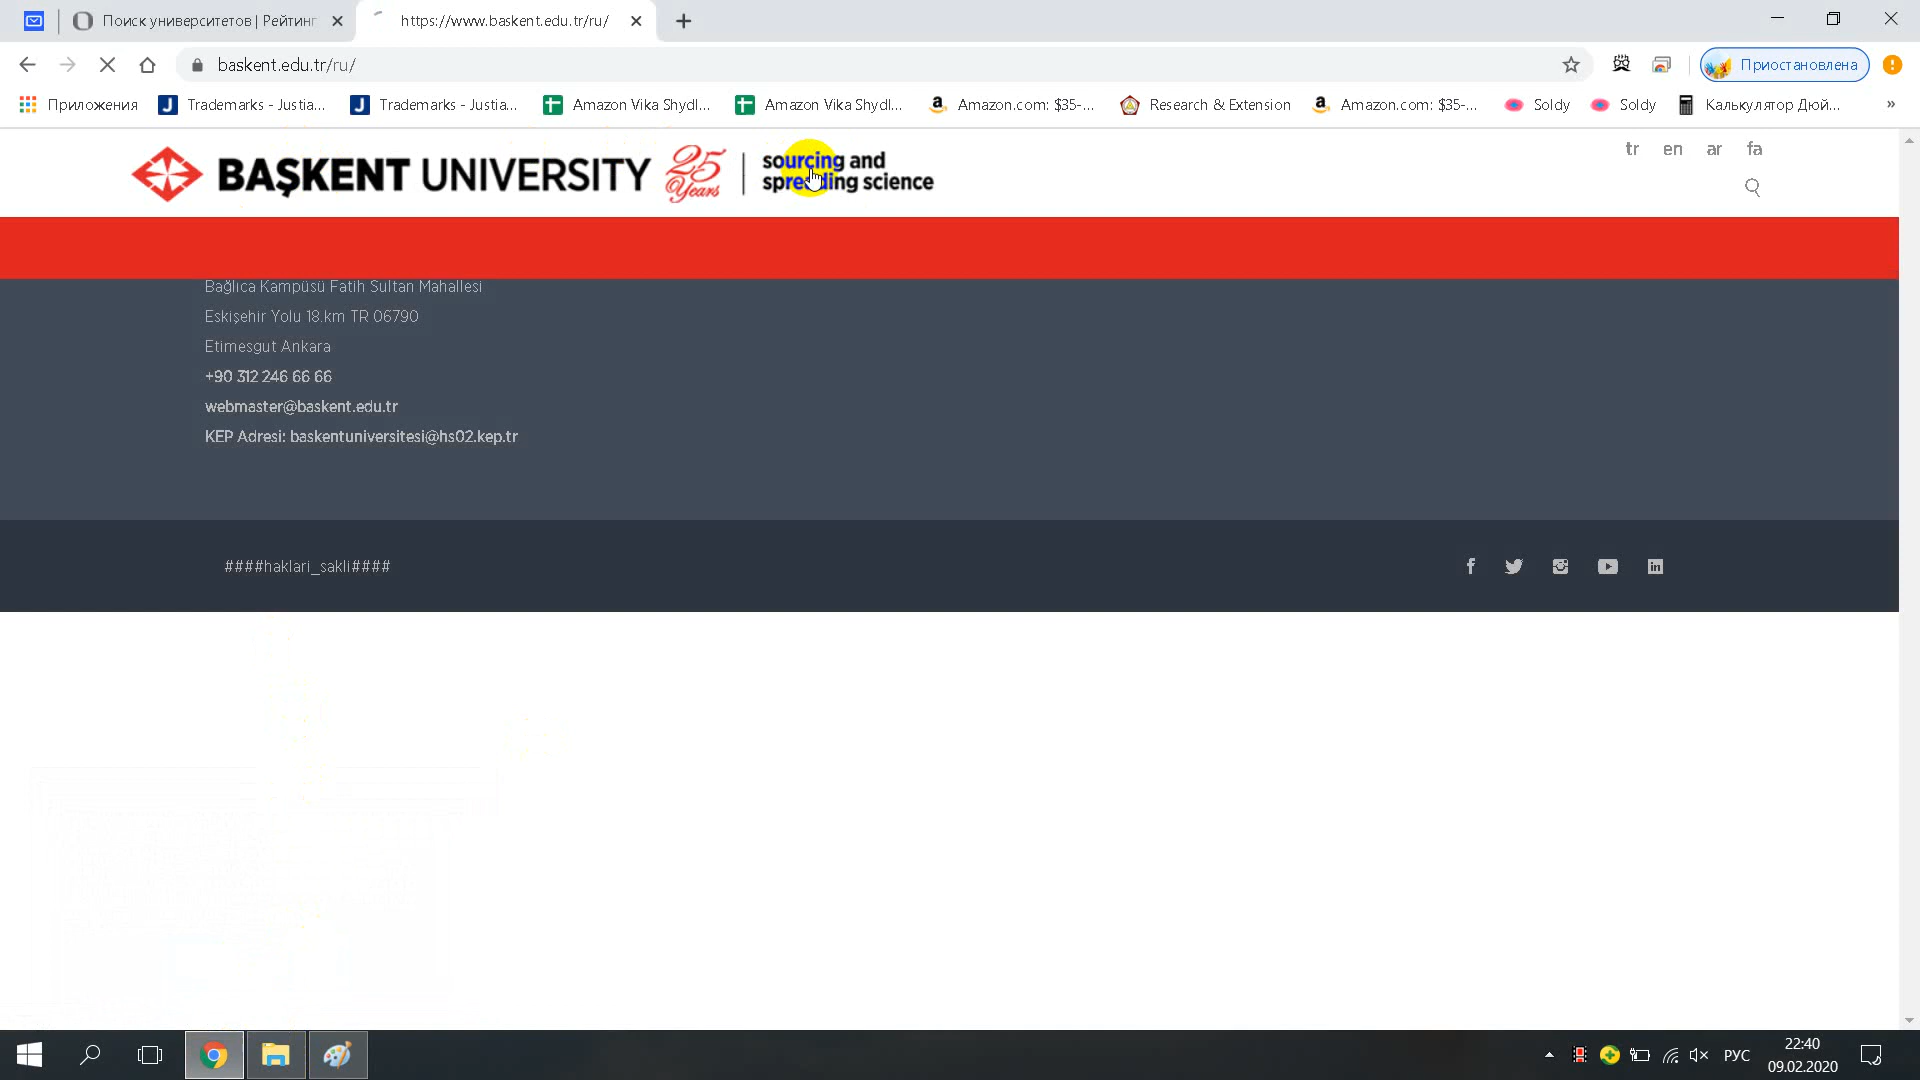 Поиск университетов | Рейтинг
https://www.baskent.edu.tr/ru/
baskent.edu.tr/ru/
Приостановлена
Приложения
Trademarks - Justia...
Trademarks - Justia...
Amazon Vika Shydl...
Amazon Vika Shydl...
Amazon.com: $35-...
Research & Extension
Amazon.com: $35-...
Soldy
Soldy
Калькулятор Дюй...
»
BAŞKENT UNIVERSITY
25 Years
sourcing and
spreading science
tr en ar fa
Bağlıca Kampüsü Fatih Sultan Mahallesi
Eskişehir Yolu 18.km TR 06790
Etimesgut Ankara
+90 312 246 66 66
webmaster@baskent.edu.tr
KEP Adresi: baskentuniversitesi@hs02.kep.tr
####haklari_sakli####
РУС
22:40
09.02.2020